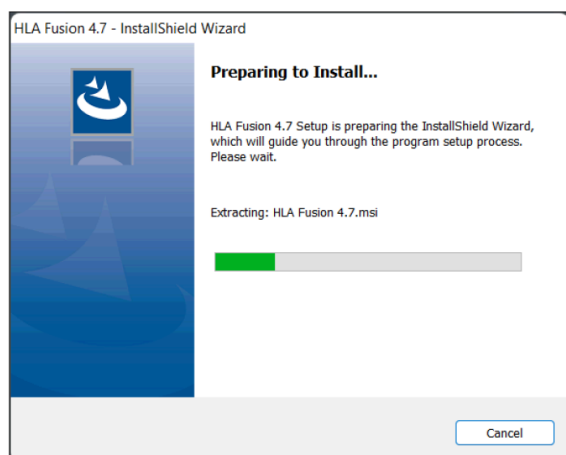 HLA Fusion 4.7 - InstallShield Wizard
Preparing to Install...
HLA Fusion 4.7 Setup is preparing the InstallShield Wizard,
which will guide you through the program setup process.
Please wait.
Extracting: HLA Fusion 4.7.msi
Cancel